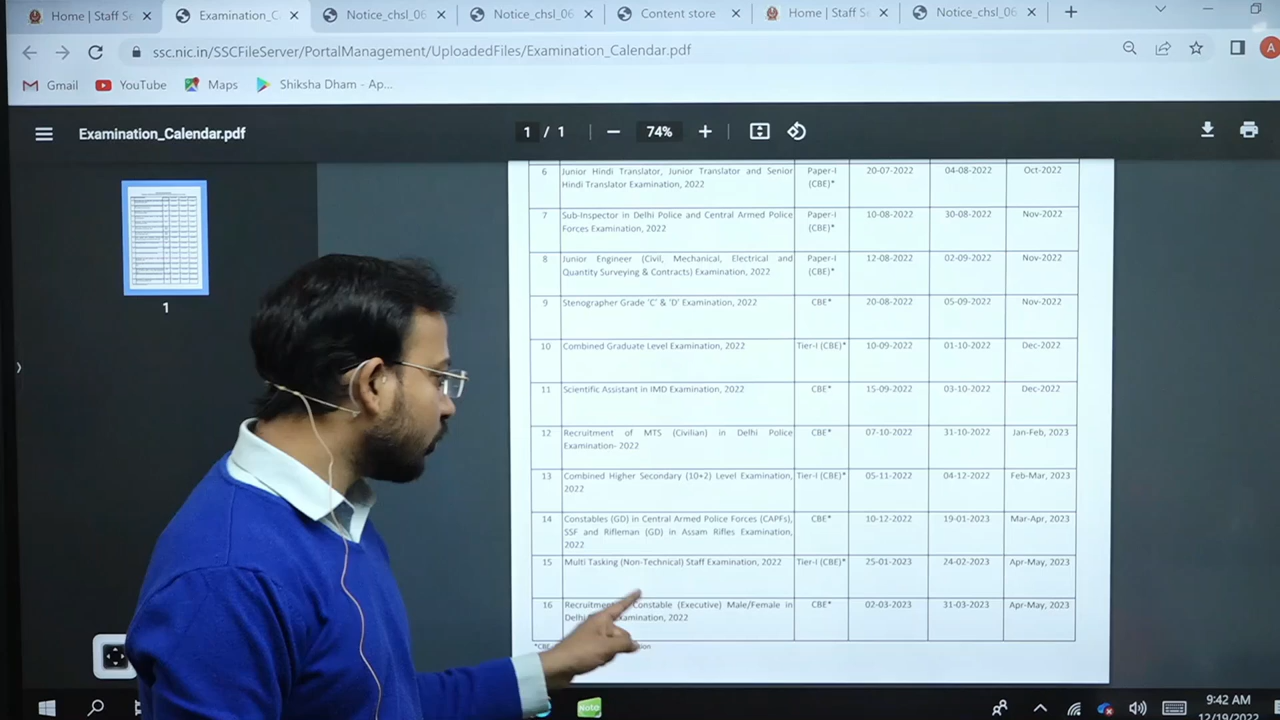 Home | Staff Se
Examination_C
Notice_chsl_06
Notice_chsl_06
Content store
Home | Staff Se
Notice_chsl_06
ssc.nic.in/SSCFileServer/PortalManagement/UploadedFiles/Examination_Calendar.pdf
A
Gmail
YouTube
Maps
Shiksha Dham - Ap...
Examination_Calendar.pdf
1 / 1
74%
1
6 Junior Hindi Translator, Junior Translator and Senior Paper-I 20-07-2022 04-08-2022 Oct-2022
Hindi Translator Examination, 2022 (CBE)*
7 Sub-Inspector in Delhi Police and Central Armed Police Paper-I 10-08-2022 30-08-2022 Nov-2022
Forces Examination, 2022 (CBE)*
8 Junior Engineer (Civil, Mechanical, Electrical and Paper-I 12-08-2022 02-09-2022 Nov-2022
Quantity Surveying & Contracts) Examination, 2022 (CBE)*
9 Stenographer Grade 'C' & 'D' Examination, 2022 CBE* 20-08-2022 05-09-2022 Nov-2022
10 Combined Graduate Level Examination, 2022 Tier-I (CBE)* 10-09-2022 01-10-2022 Dec-2022
11 Scientific Assistant in IMD Examination, 2022 CBE* 15-09-2022 03-10-2022 Dec-2022
12 Recruitment of MTS (Civilian) in Delhi Police CBE* 07-10-2022 31-10-2022 Jan-Feb, 2023
Examination- 2022
13 Combined Higher Secondary (10+2) Level Examination, Tier-I (CBE)* 05-11-2022 04-12-2022 Feb-Mar, 2023
2022
14 Constables (GD) in Central Armed Police Forces (CAPFs), CBE* 10-12-2022 19-01-2023 Mar-Apr, 2023
SSF and Rifleman (GD) in Assam Rifles Examination,
2022
15 Multi Tasking (Non-Technical) Staff Examination, 2022 Tier-I (CBE)* 25-01-2023 24-02-2023 Apr-May, 2023
16 Recruitment Constable (Executive) Male/Female in CBE* 02-03-2023 31-03-2023 Apr-May, 2023
Delhi 2022
*CBE
Note
9:42 AM
12/19/2022